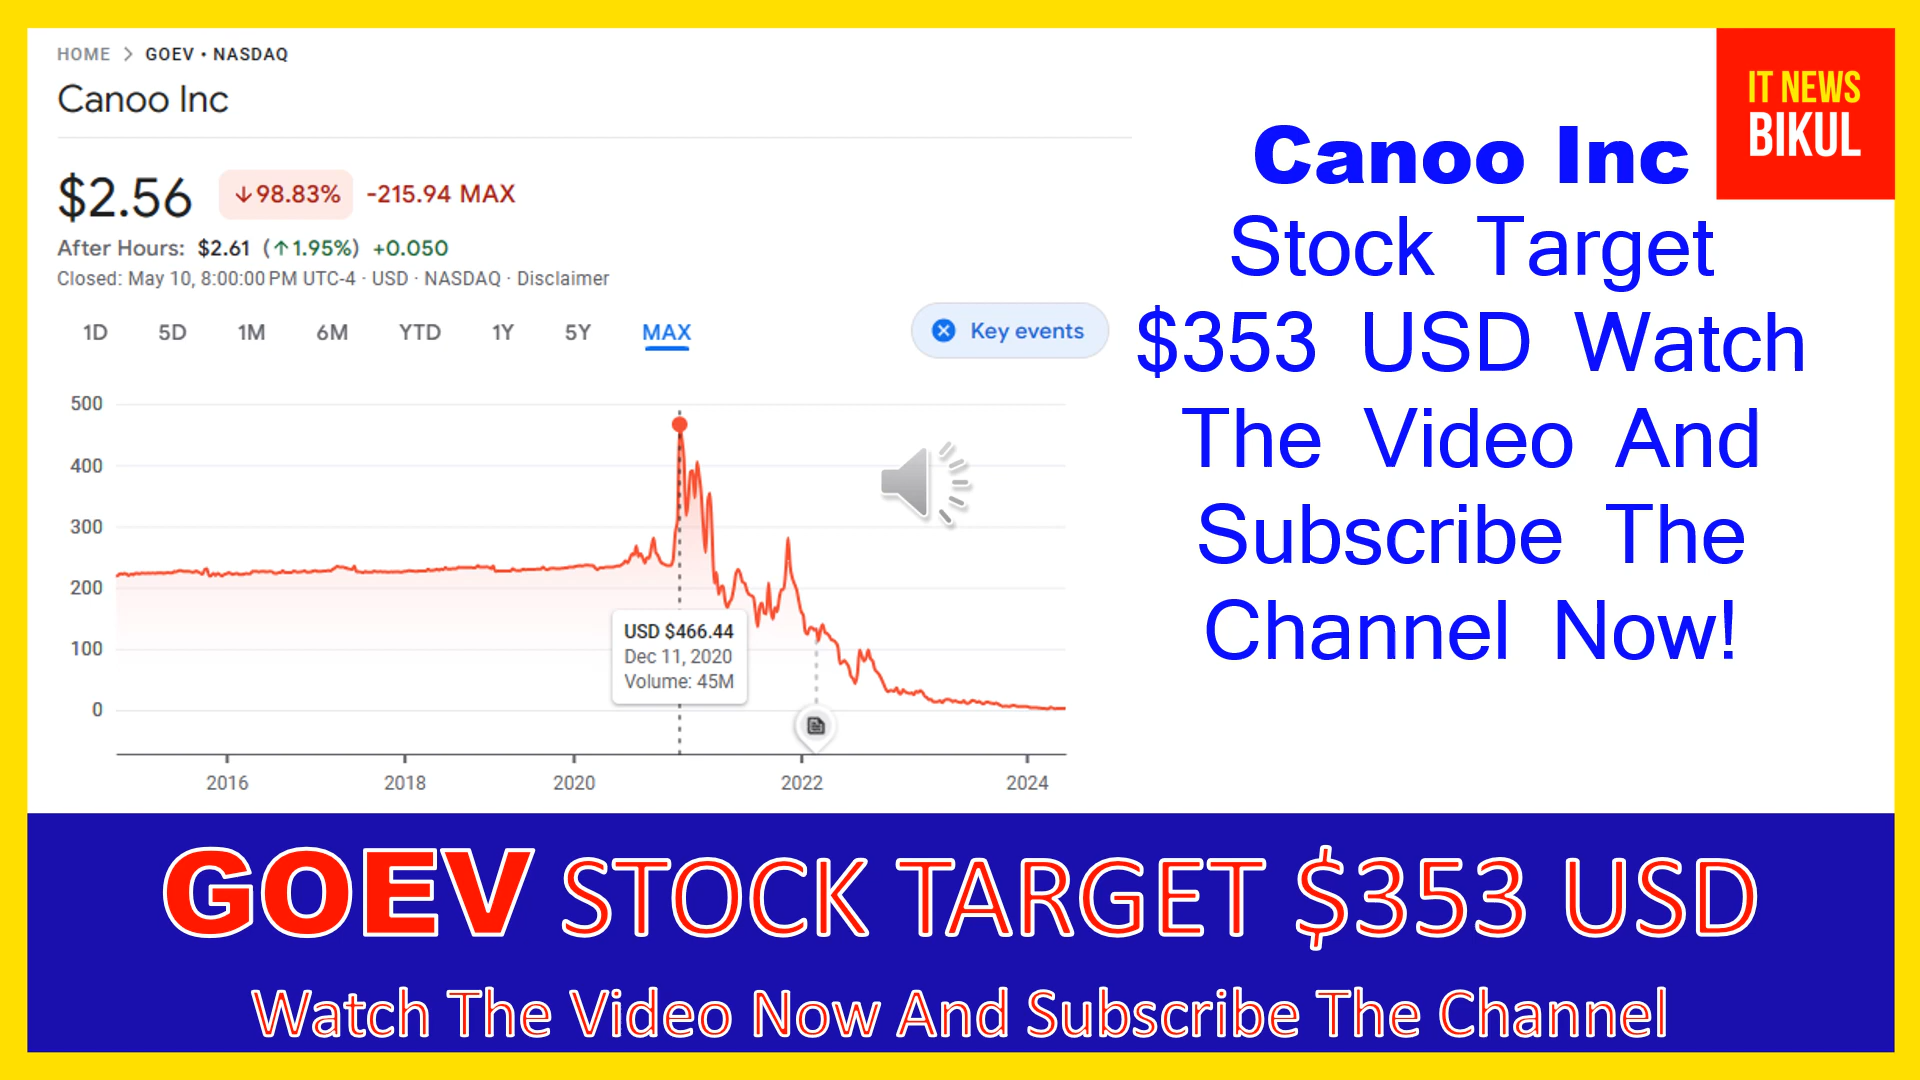 HOME > GOEV • NASDAQ
Canoo Inc
$2.56 ↓98.83% -215.94 MAX
After Hours: $2.61 (↑1.95%) +0.050
Closed: May 10, 8:00:00 PM UTC-4 · USD · NASDAQ · Disclaimer
1D 5D 1M 6M YTD 1Y 5Y MAX
Key events
500
400
300
200
100
0
USD $466.44
Dec 11, 2020
Volume: 45M
2016 2018 2020 2022 2024
IT NEWS
BIKUL
Canoo Inc
Stock Target
$353 USD Watch
The Video And
Subscribe The
Channel Now!
GOEV STOCK TARGET $353 USD
Watch The Video Now And Subscribe The Channel